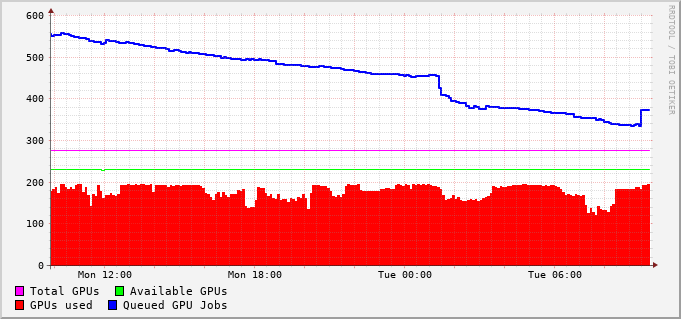 600
500
400
300
200
100
0
Mon 12:00 Mon 18:00 Tue 00:00 Tue 06:00
Total GPUs Available GPUs
GPUs used Queued GPU Jobs
RRDTOOL / TOBI OETIKER